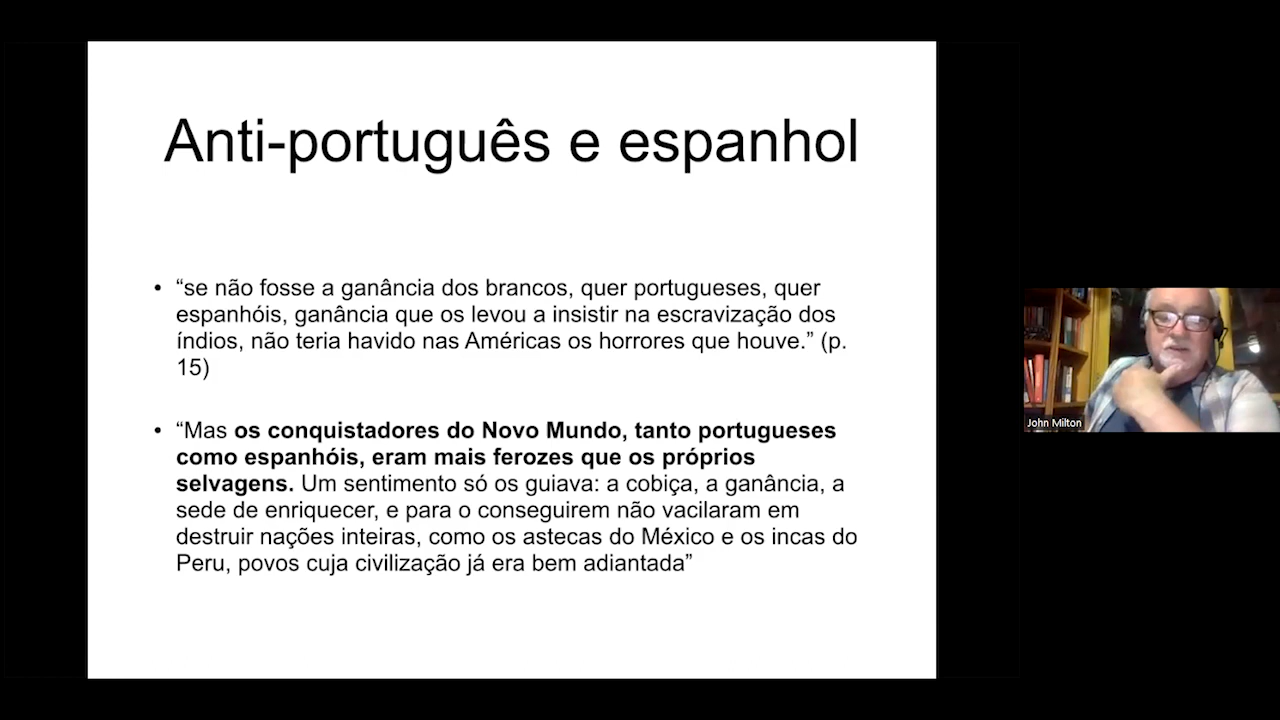 Anti-português e espanhol
• “se não fosse a ganância dos brancos, quer portugueses, quer
espanhóis, ganância que os levou a insistir na escravização dos
índios, não teria havido nas Américas os horrores que houve.” (p.
15)
• “Mas os conquistadores do Novo Mundo, tanto portugueses
como espanhóis, eram mais ferozes que os próprios
selvagens. Um sentimento só os guiava: a cobiça, a ganância, a
sede de enriquecer, e para o conseguirem não vacilaram em
destruir nações inteiras, como os astecas do México e os incas do
Peru, povos cuja civilização já era bem adiantada”
John Milton